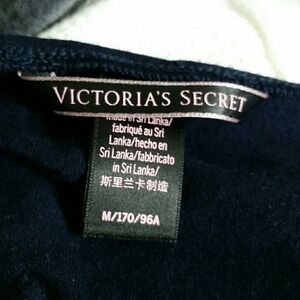 VICTORIA'S SECRET
made in Sri Lanka/
fabriqué au Sri
Lanka/hecho en
Sri Lanka/fabbricato
in Sri Lanka/
斯里兰卡制造
M/170/96A